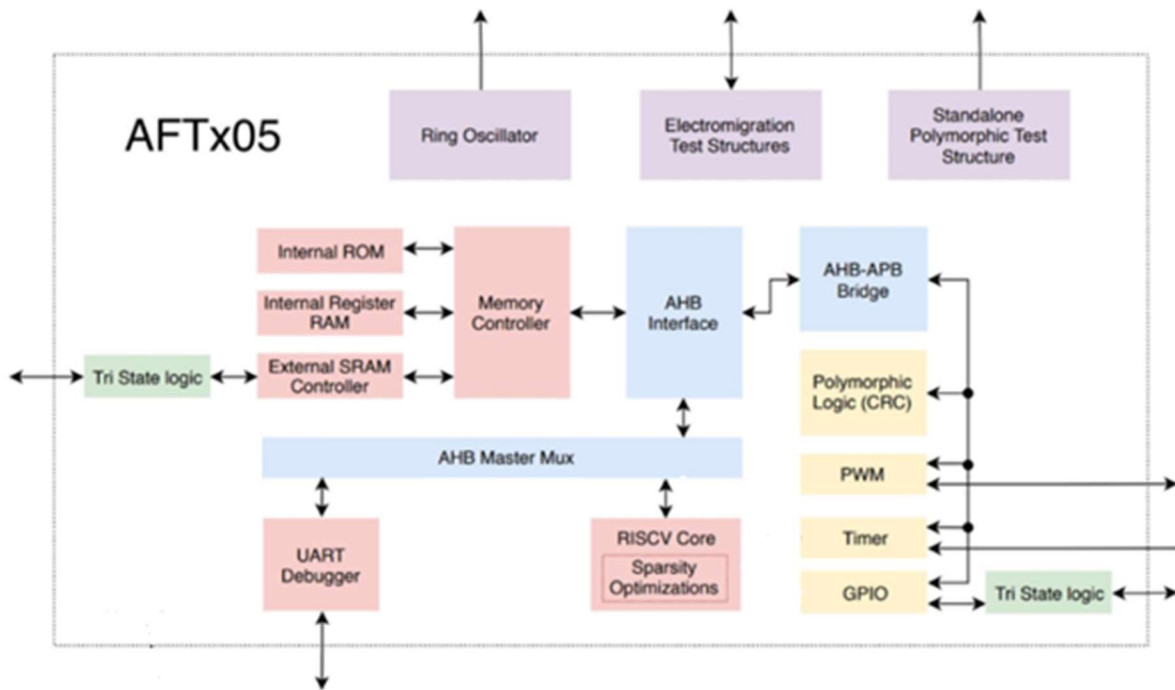 AFTx05
Ring Oscillator
Electromigration
Test Structures
Standalone
Polymorphic Test
Structure
Internal ROM
Internal Register
RAM
External SRAM
Controller
Tri State logic
Memory
Controller
AHB
Interface
AHB-APB
Bridge
Polymorphic
Logic (CRC)
AHB Master Mux
PWM
UART
Debugger
RISCV Core
Sparsity
Optimizations
Timer
GPIO
Tri State logic